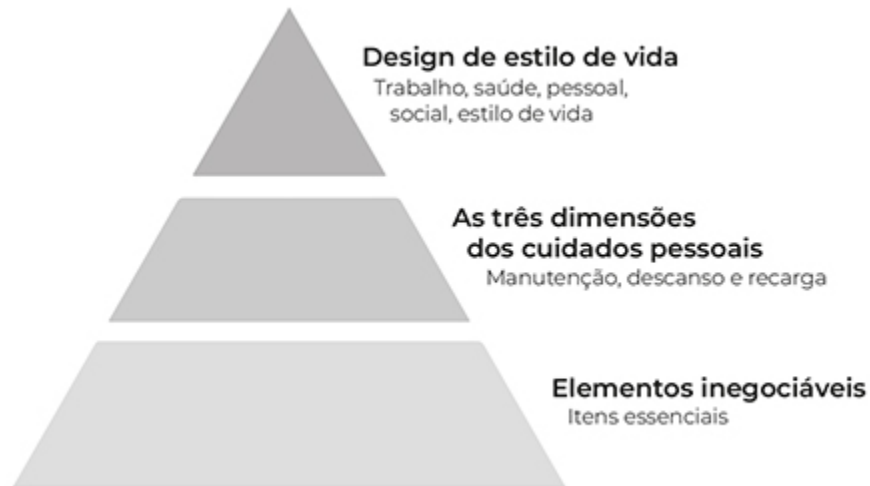 Design de estilo de vida
Trabalho, saúde, pessoal,
social, estilo de vida
As três dimensões
dos cuidados pessoais
Manutenção, descanso e recarga
Elementos inegociáveis
Itens essenciais